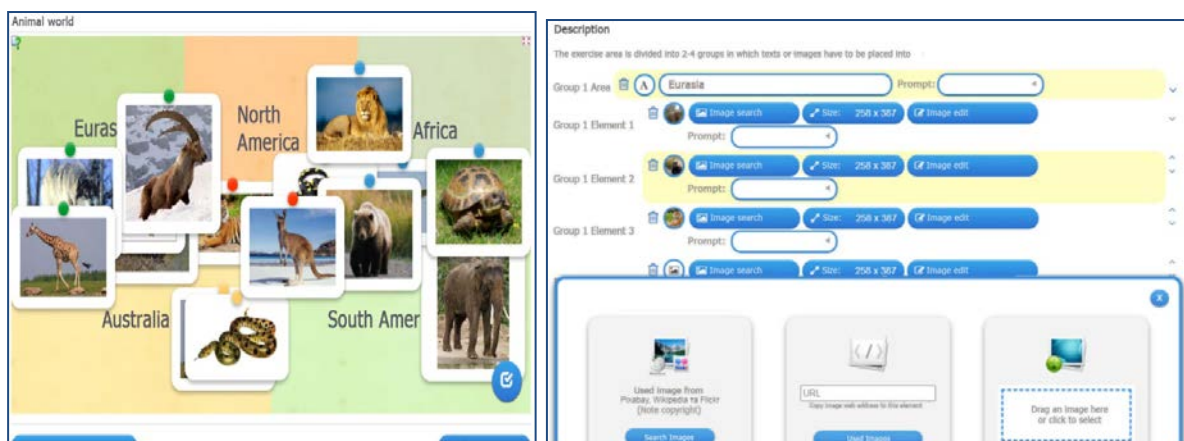 Animal world
Euras
North
America
Africa
Australia
South Amer
Description
The exercise area is divided into 2-4 groups in which texts or images have to be placed into
Group 1 Area A Eurasia Prompt:
Group 1 Element 1 Image search Size: 258 x 387 Image edit
Prompt:
Group 1 Element 2 Image search Size: 258 x 387 Image edit
Prompt:
Group 1 Element 3 Image search Size: 258 x 387 Image edit
Prompt:
Image search Size: 258 x 387 Image edit
X
Used Image from
Pixabay, Wikipedia та Flickr
(Note copyright)
Search Images
</>
URL
Copy image web address to this element
Used Images
Drag an Image here
or click to select